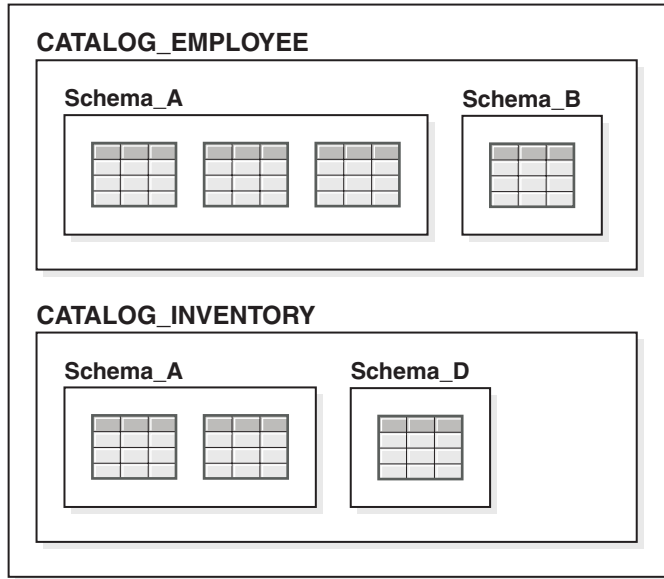 CATALOG_EMPLOYEE
Schema_A
Schema_B
CATALOG_INVENTORY
Schema_A
Schema_D